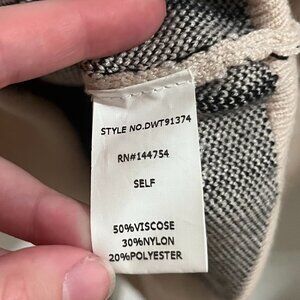 STYLE NO.DWT91374
RN#144754
SELF
50%VISCOSE
30%NYLON
20%POLYESTER